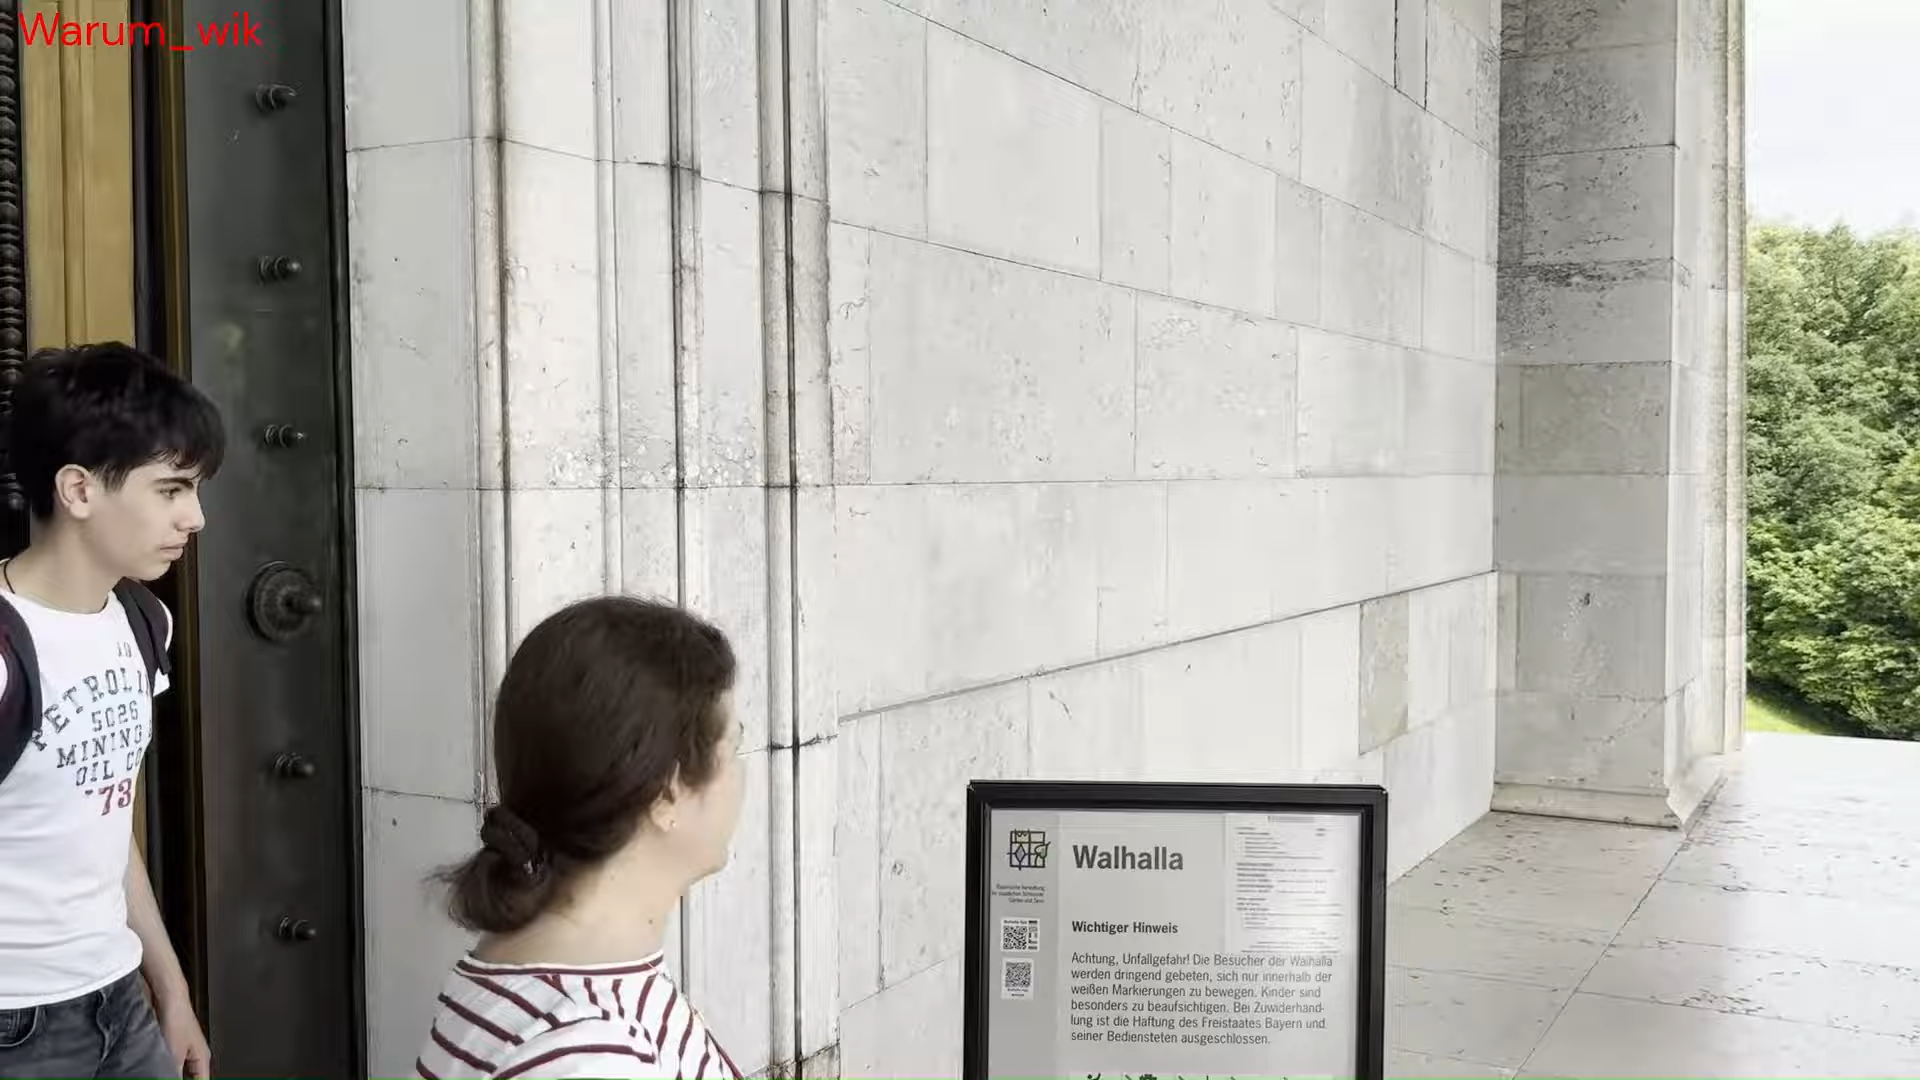 Warum_wik
Walhalla
Wichtiger Hinweis
Achtung, Unfallgefahr! Die Besucher der Walhalla
werden dringend gebeten, sich nur innerhalb der
weißen Markierungen zu bewegen. Kinder sind
besonders zu beaufsichtigen. Bei Zuwiderhand-
lung ist die Haftung des Freistaates Bayern und
seiner Bediensteten ausgeschlossen.
5026
MINING
OIL CO
73